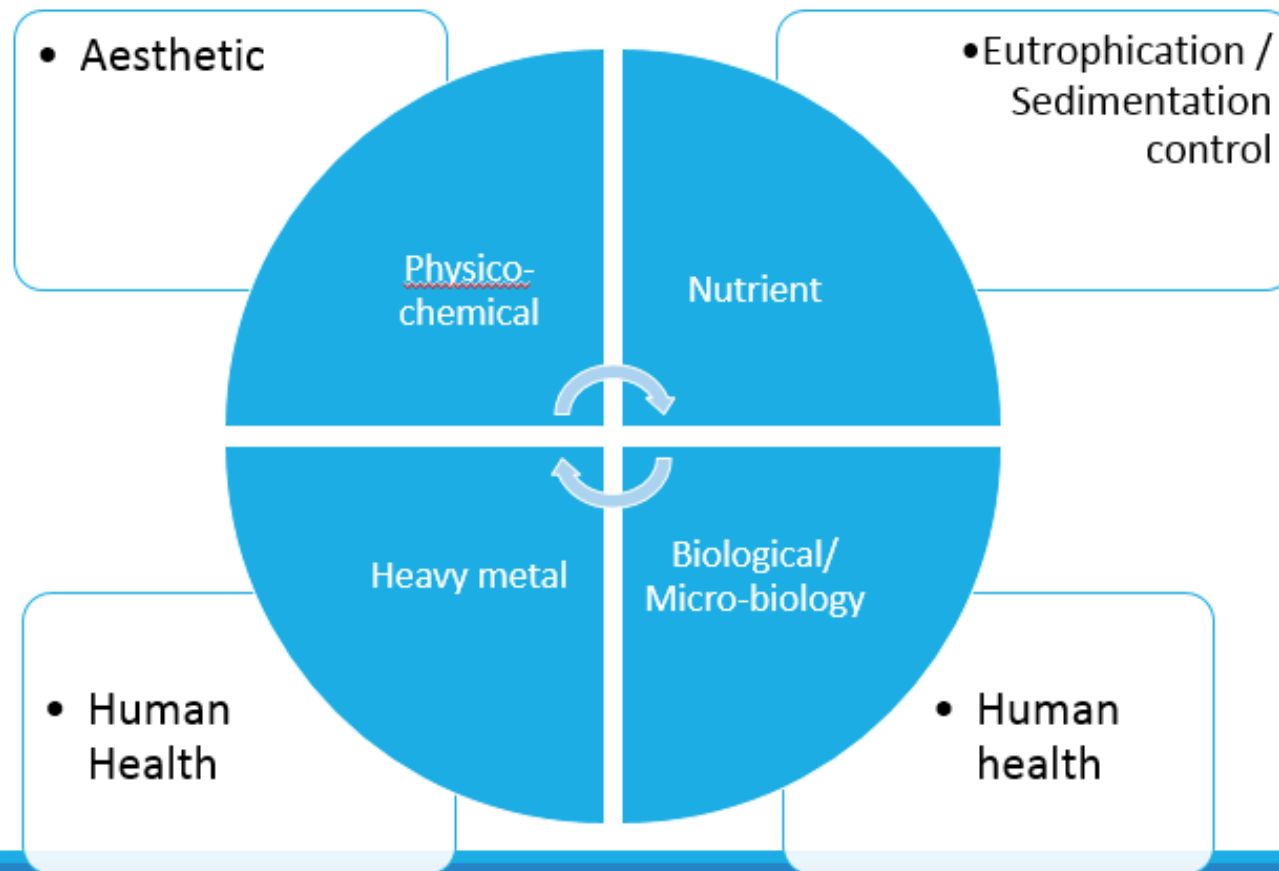 • Aesthetic
•Eutrophication /
Sedimentation
control
Physico-
chemical
Nutrient
Heavy metal
Biological/
Micro-biology
• Human
Health
• Human
health